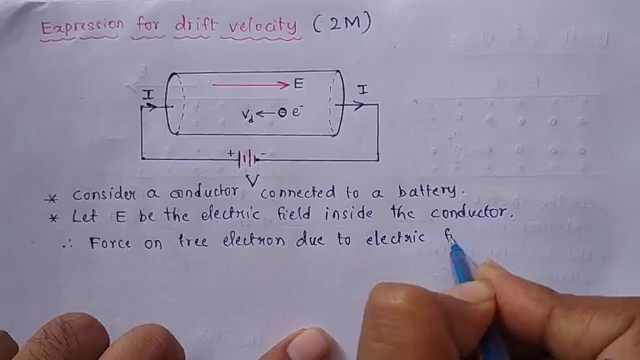 Expression for drift velocity (2M)
E
I
I
Vd ← ⊖ e⁻
+ -
V
* Consider a conductor connected to a battery.
* Let E be the electric field inside the conductor.
∴ Force on free electron due to electric